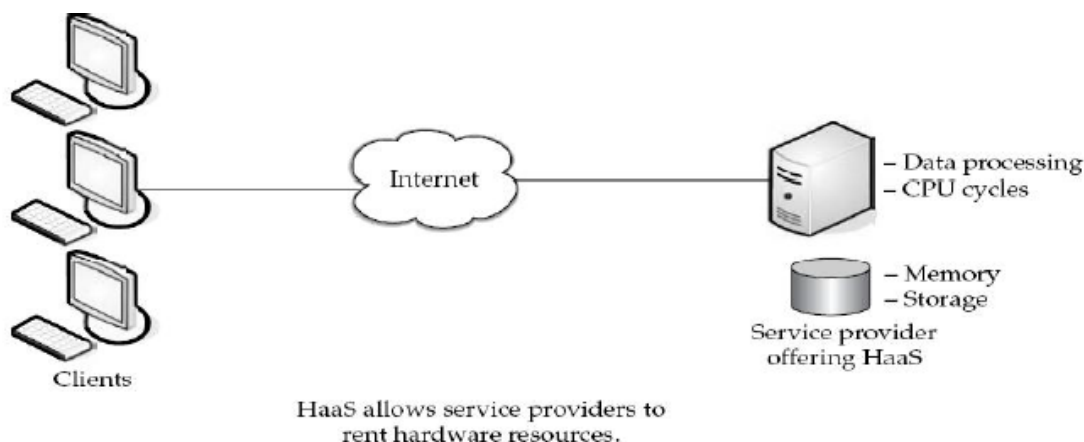 Internet
– Data processing
– CPU cycles
– Memory
– Storage
Service provider
offering HaaS
Clients
HaaS allows service providers to
rent hardware resources.